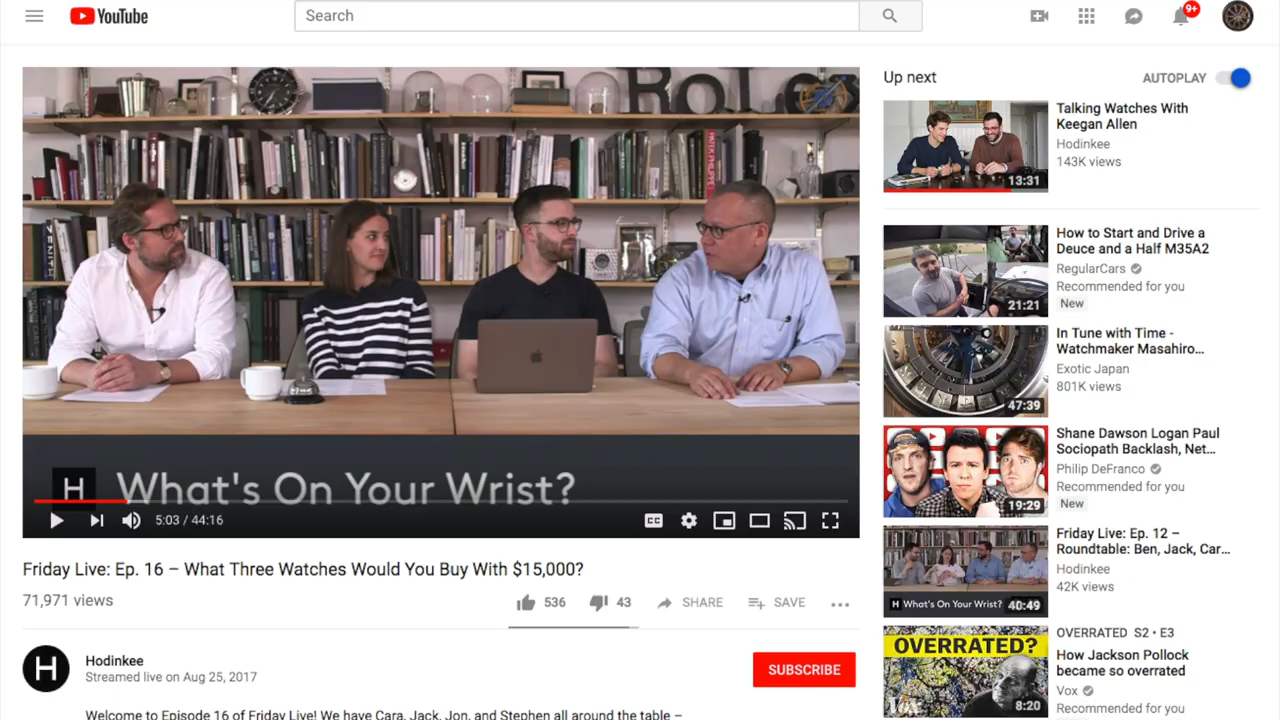 YouTube
Search
9+
Rolex
ZENITH
H What's On Your Wrist?
5:03 / 44:16
CC
Friday Live: Ep. 16 – What Three Watches Would You Buy With $15,000?
71,971 views
536
43
SHARE
SAVE
H
Hodinkee
Streamed live on Aug 25, 2017
SUBSCRIBE
Welcome to Episode 16 of Friday Live! We have Cara, Jack, Jon, and Stephen all around the table –
Up next
AUTOPLAY
13:31
Talking Watches With
Keegan Allen
Hodinkee
143K views
21:21
How to Start and Drive a
Deuce and a Half M35A2
RegularCars
Recommended for you
New
47:39
In Tune with Time -
Watchmaker Masahiro...
Exotic Japan
801K views
19:29
Shane Dawson Logan Paul
Sociopath Backlash, Net...
Philip DeFranco
Recommended for you
New
H What's On Your Wrist? 40:49
Friday Live: Ep. 12 –
Roundtable: Ben, Jack, Car...
Hodinkee
42K views
OVERRATED?
Vox
8:20
OVERRATED S2 • E3
How Jackson Pollock
became so overrated
Vox
Recommended for you